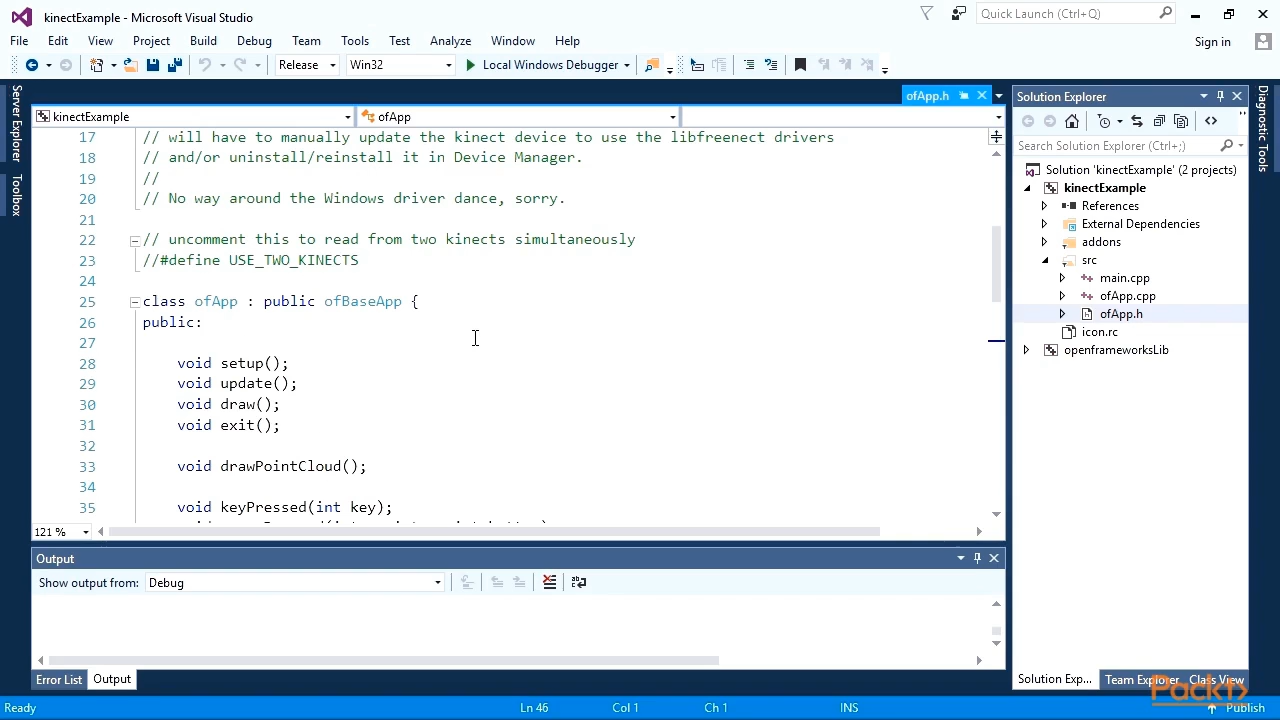 kinectExample - Microsoft Visual Studio
Quick Launch (Ctrl+Q)
File Edit View Project Build Debug Team Tools Test Analyze Window Help
Sign in
Release Win32 Local Windows Debugger
Server Explorer
Toolbox
ofApp.h
kinectExample ofApp
17 // will have to manually update the kinect device to use the libfreenect drivers
18 // and/or uninstall/reinstall it in Device Manager.
19 //
20 // No way around the Windows driver dance, sorry.
21
22 // uncomment this to read from two kinects simultaneously
23 //#define USE_TWO_KINECTS
24
25 class ofApp : public ofBaseApp {
26 public:
27
28 void setup();
29 void update();
30 void draw();
31 void exit();
32
33 void drawPointCloud();
34
35 void keyPressed(int key);
121 %
Output
Show output from: Debug
Error List Output
Solution Explorer
Search Solution Explorer (Ctrl+;)
Solution 'kinectExample' (2 projects)
kinectExample
References
External Dependencies
addons
src
main.cpp
ofApp.cpp
ofApp.h
icon.rc
openframeworksLib
Solution Exp... Team Explorer Class View
Diagnostic Tools
Packt>
Ready Ln 46 Col 1 Ch 1 INS Publish